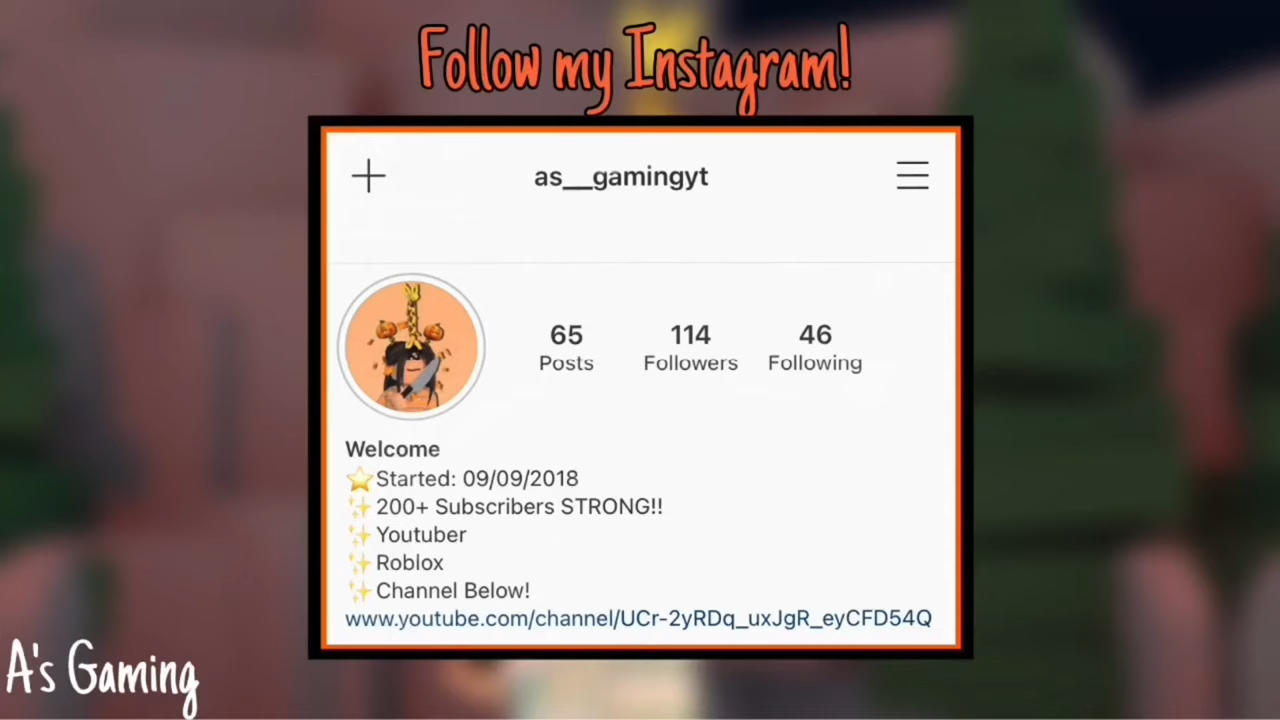 Follow my Instagram!
as__gamingyt
65 114 46
Posts Followers Following
Welcome
⭐Started: 09/09/2018
✨200+ Subscribers STRONG!!
✨Youtuber
✨Roblox
✨Channel Below!
www.youtube.com/channel/UCr-2yRDq_uxJgR_eyCFD54Q
A's Gaming